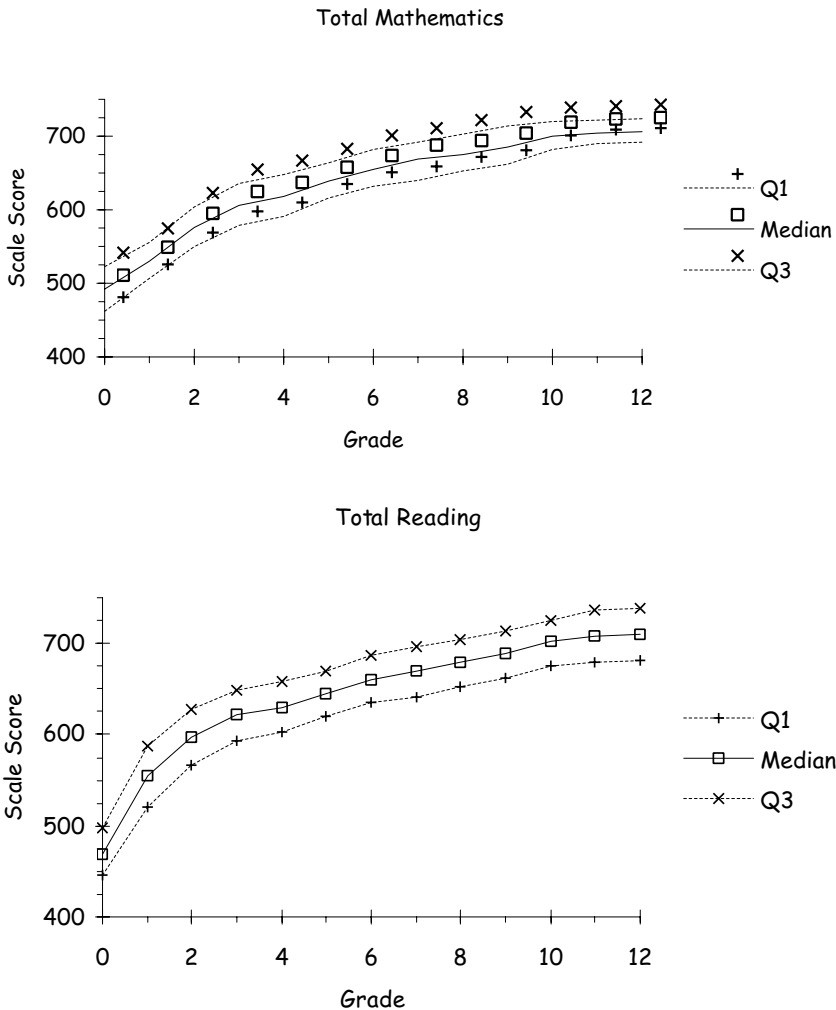 Total Mathematics
700
600
500
400
Scale Score
0 2 4 6 8 10 12
Grade
Q1
Median
Q3
Total Reading
700
600
500
400
Scale Score
0 2 4 6 8 10 12
Grade
Q1
Median
Q3